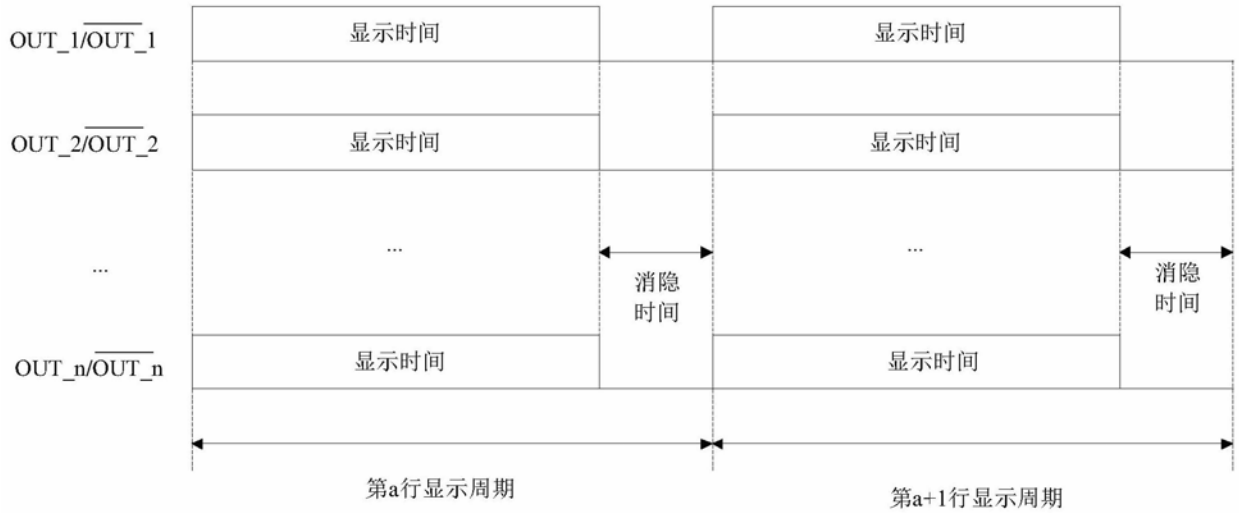 OUT_1/OUT_1 显示时间 显示时间
OUT_2/OUT_2 显示时间 显示时间
... ... ...
消隐 消隐
时间 时间
OUT_n/OUT_n 显示时间 显示时间
第a行显示周期 第a+1行显示周期